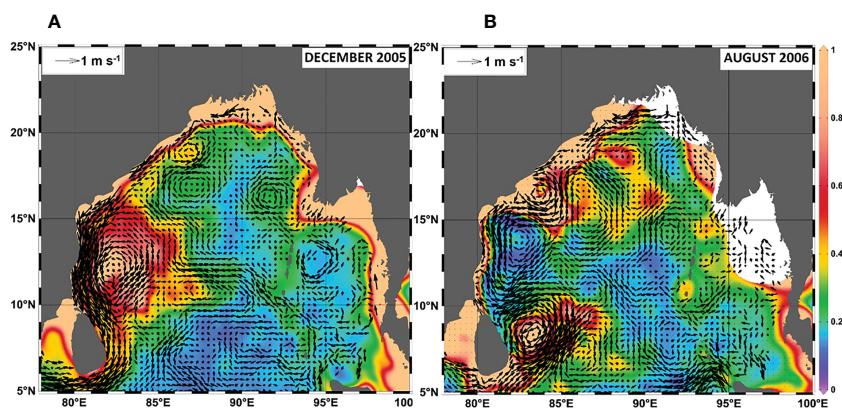 A B
25°N 25°N 1
1 m s⁻¹ DECEMBER 2005 1 m s⁻¹ AUGUST 2006
20°N 20°N 0.8
0.6
15°N 15°N
0.4
10°N 10°N
0.2
5°N 5°N 0
80°E 85°E 90°E 95°E 100 80°E 85°E 90°E 95°E 100°E